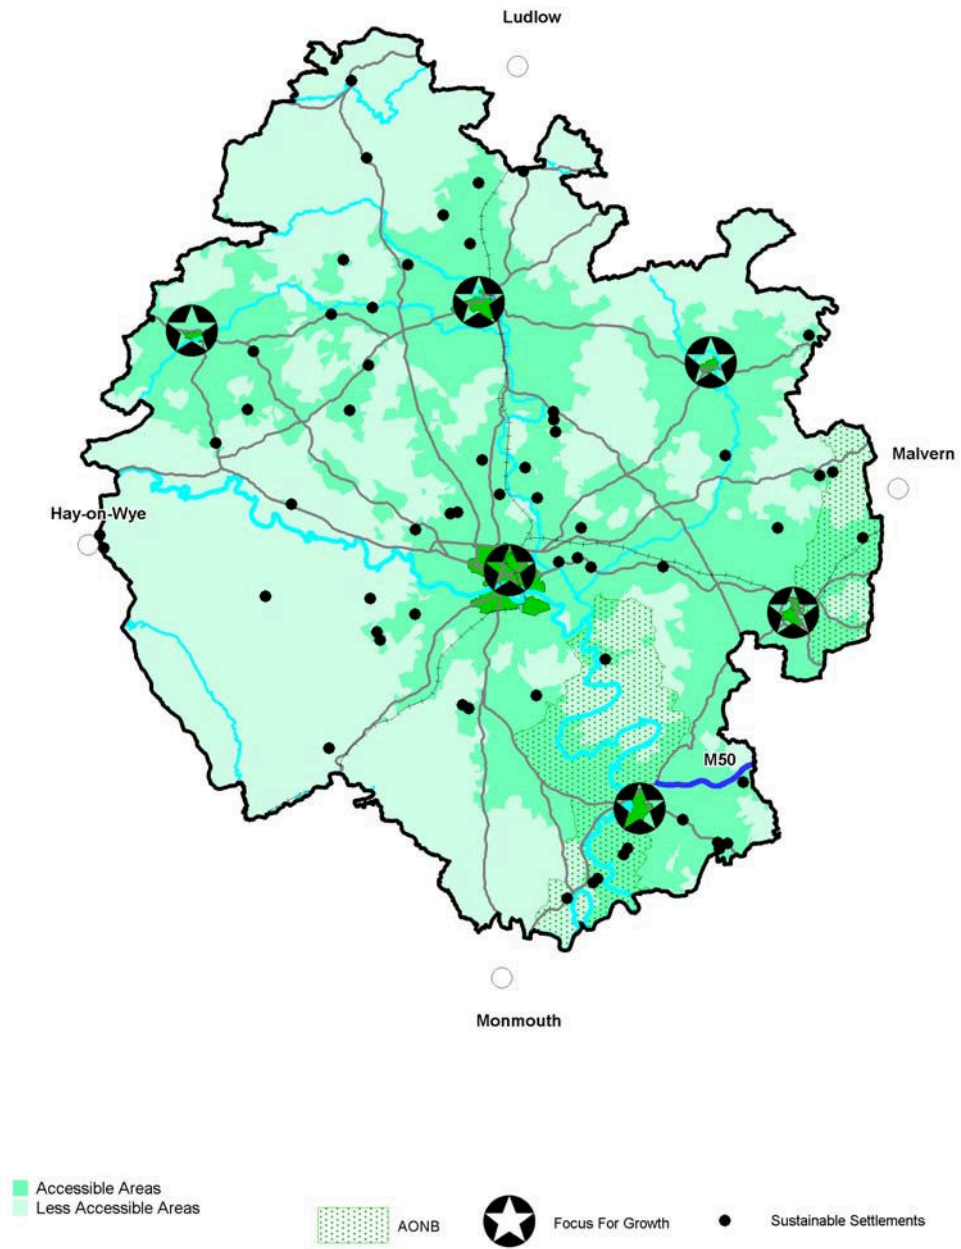 Ludlow
Malvern
Hay-on-Wye
M50
Monmouth
Accessible Areas
Less Accessible Areas
AONB
Focus For Growth
Sustainable Settlements